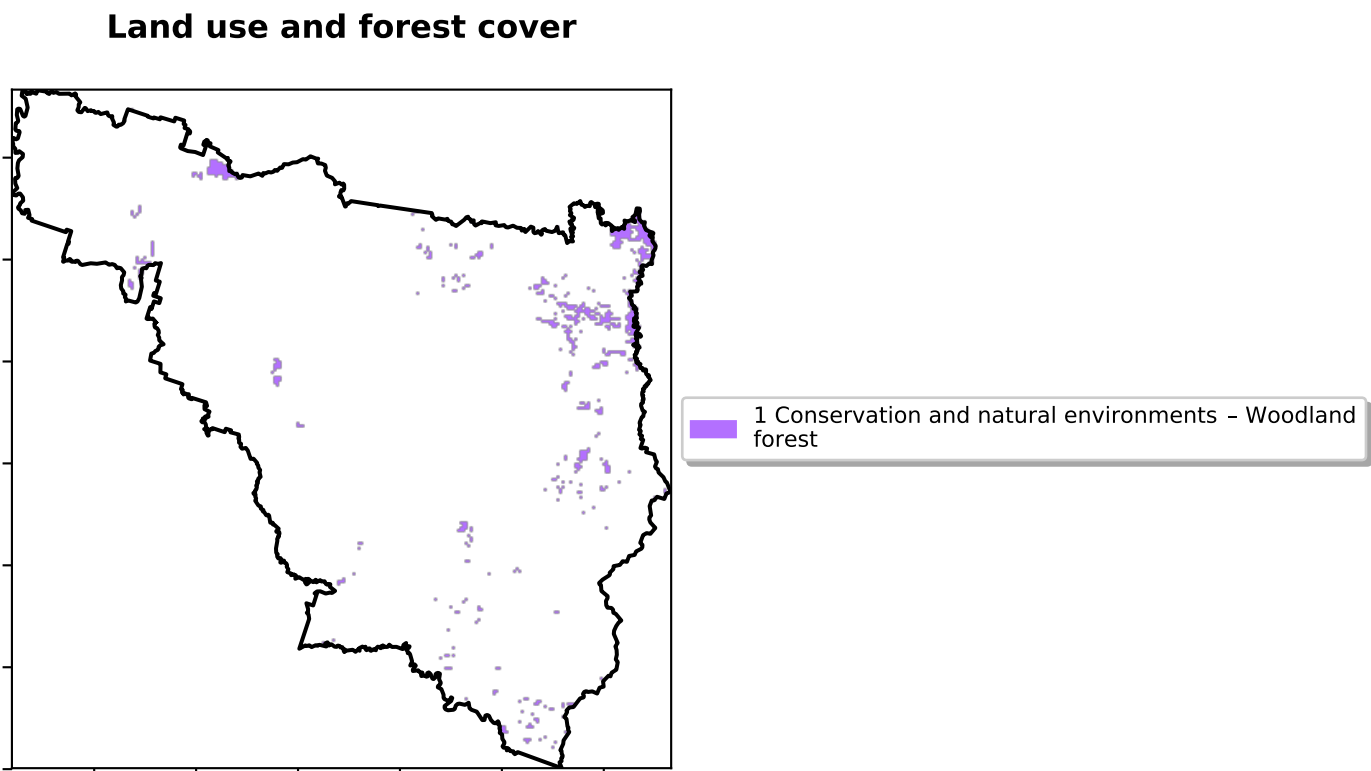 Land use and forest cover
1 Conservation and natural environments – Woodland
forest